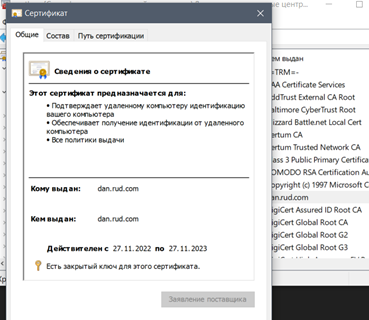 Сертификат
Общие
Состав
Путь сертификации
Сведения о сертификате
Этот сертификат предназначается для:
• Подтверждает удаленному компьютеру идентификацию
вашего компьютера
• Обеспечивает получение идентификации от удаленного
компьютера
• Все политики выдачи
Кому выдан: dan.rud.com
Кем выдан: dan.rud.com
Действителен с 27.11.2022 по 27.11.2023
Есть закрытый ключ для этого сертификата.
Заявление поставщика
ые центр...
ем выдан
=TRM=-
AA Certificate Services
ddTrust External CA Root
altimore CyberTrust Root
lizzard Battle.net Local Cert
ertum CA
ertum Trusted Network CA
lass 3 Public Primary Certificat
OMODO RSA Certification Au
opyright (c) 1997 Microsoft C
an.rud.com
igiCert Assured ID Root CA
igiCert Global Root CA
igiCert Global Root G2
igiCert Global Root G3